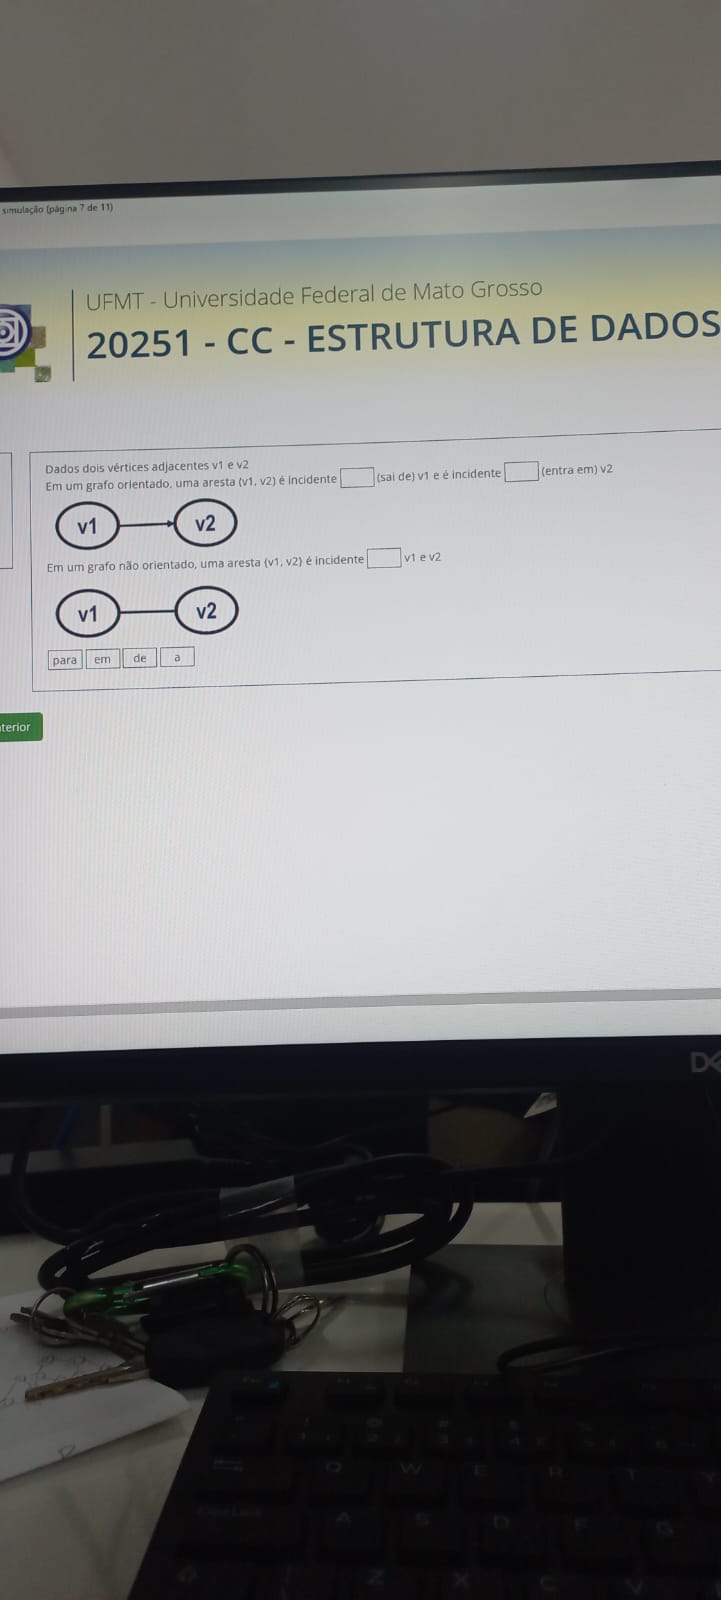 simulação (página 7 de 11)
UFMT - Universidade Federal de Mato Grosso
20251 - CC - ESTRUTURA DE DADOS
Dados dois vértices adjacentes v1 e v2
Em um grafo orientado, uma aresta (v1, v2) é incidente (sai de) v1 e é incidente (entra em) v2
v1 v2
Em um grafo não orientado, uma aresta (v1, v2) é incidente v1 e v2
v1 v2
para em de a
terior
Q W E R T
A S D F G
Z X C V